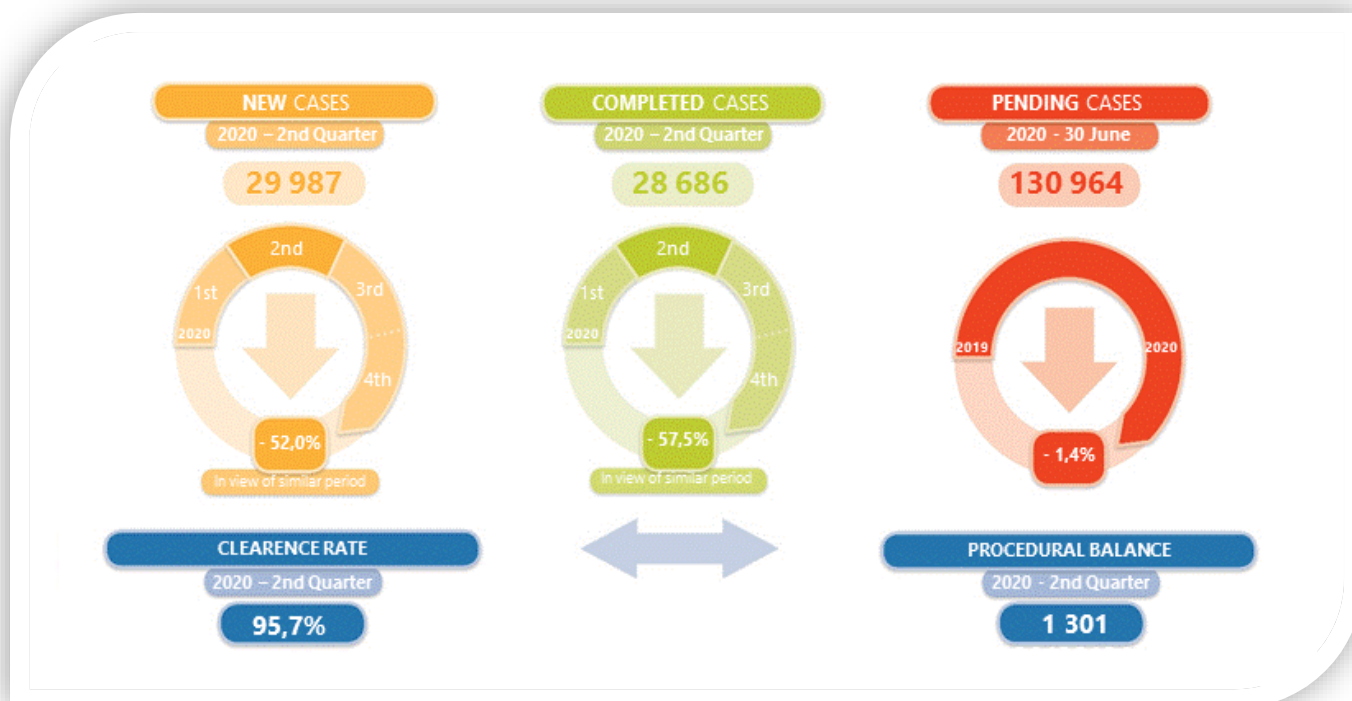 NEW CASES
2020 – 2nd Quarter
29 987
1st
2nd
3rd
4th
2020
- 52,0%
In view of similar period
COMPLETED CASES
2020 – 2nd Quarter
28 686
1st
2nd
3rd
4th
2020
- 57,5%
In view of similar period
PENDING CASES
2020 - 30 June
130 964
2019
2020
- 1,4%
CLEARENCE RATE
2020 – 2nd Quarter
95,7%
PROCEDURAL BALANCE
2020 - 2nd Quarter
1 301